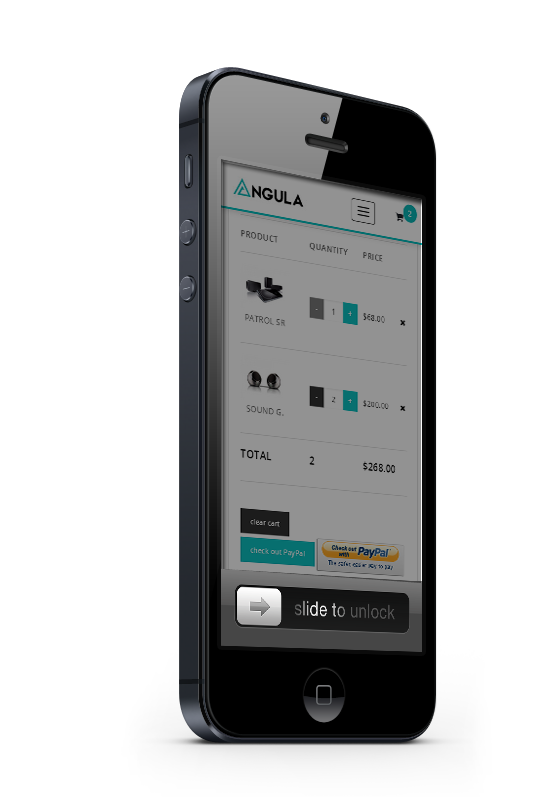 ANGULA
2
PRODUCT QUANTITY PRICE
- 1 + $68.00 ×
PATROL SR
- 2 + $200.00 ×
SOUND G.
TOTAL 2 $268.00
clear cart
check out PayPal
Check out with PayPal
The safer, easier way to pay
slide to unlock